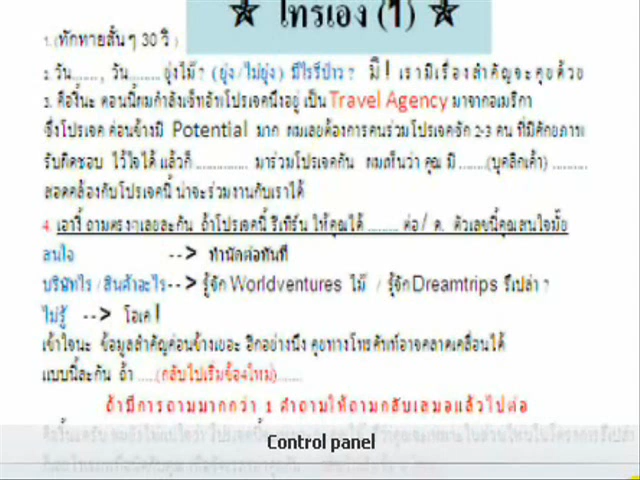 ★ โทรเอง (1) ★
1. (ทักทายสั้นๆ 30 วิ )
2. วัน......., วัน........ ยุ่งไม๊? (ยุ่ง/ไม่ยุ่ง) มีไรรึป่าว? มี! เรามีเรื่องสำคัญจะคุยด้วย
3. คืองี้นะ ตอนนี้ผมกำลังเซ็ทอัพโปรเจคนึงอยู่ เป็น Travel Agency มาจากอเมริกา
ซึ่งโปรเจค ค่อนข้างมี Potential มาก ผมเลยต้องการคนร่วมโปรเจคซัก 2-3 คน ที่มีศักยภาพ
รับผิดชอบ ไว้ใจได้ แล้วก็ ............... มาร่วมโปรเจคกัน ผมเห็นว่า คุณ มี .......(บุคลิกเค้า) ..........
สอดคล้องกับโปรเจคนี้ น่าจะร่วมงานกับเราได้
4. เอางี้ ถามตรงๆเลยละกัน ถ้าโปรเจคนี้ รีเทิร์น ให้คุณได้ ......... ต่อ/ ด. ตัวเลขนี้คุณสนใจมั้ย
สนใจ --> ทำนัดต่อทันที
บริษัทไร /สินค้าอะไร--> รู้จัก Worldventures ไม๊ / รู้จัก Dreamtrips รึเปล่า ?
ไม่รู้ --> โอเค!
เข้าใจนะ ข้อมูลสำคัญค่อนข้างเยอะ อีกอย่างนึง คุยทางโทรศัพท์อาจคลาดเคลื่อนได้
แบบนี้ละกัน ถ้า .....(กลับไปเริ่มข้อ4ใหม่)......
ถ้ามีการถามมากกว่า 1 คำถามให้ถามกลับเสมอแล้วไปต่อ
Control panel